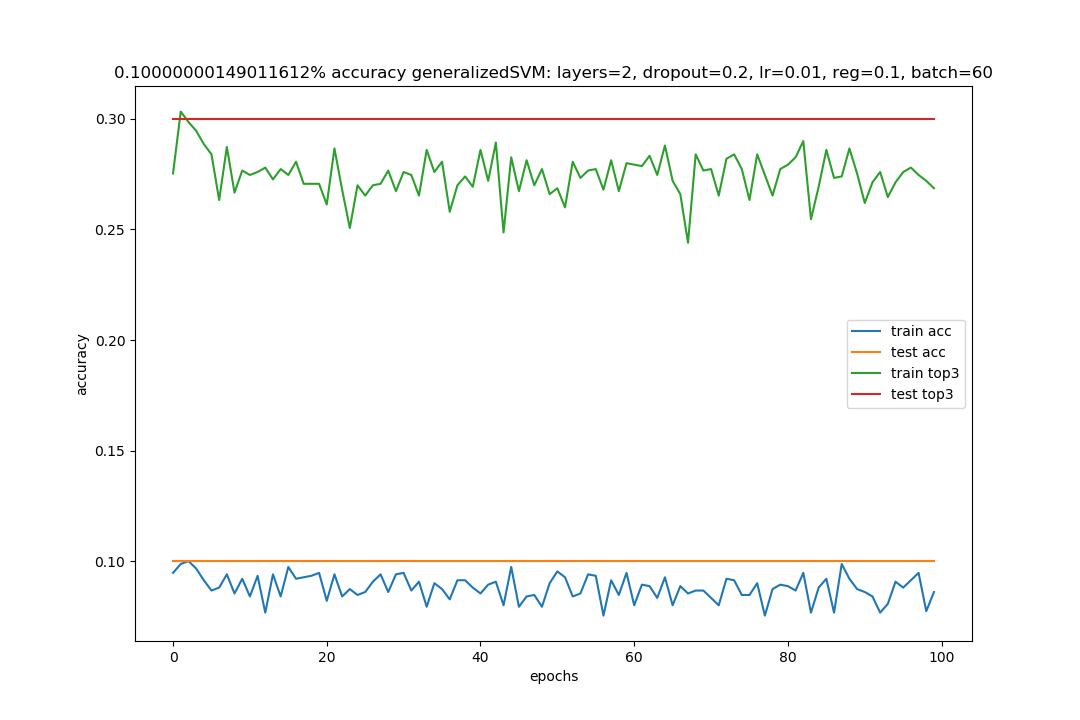 0.10000000149011612% accuracy generalizedSVM: layers=2, dropout=0.2, lr=0.01, reg=0.1, batch=60
0.30
0.25
0.20
0.15
0.10
accuracy
train acc
test acc
train top3
test top3
0 20 40 60 80 100
epochs